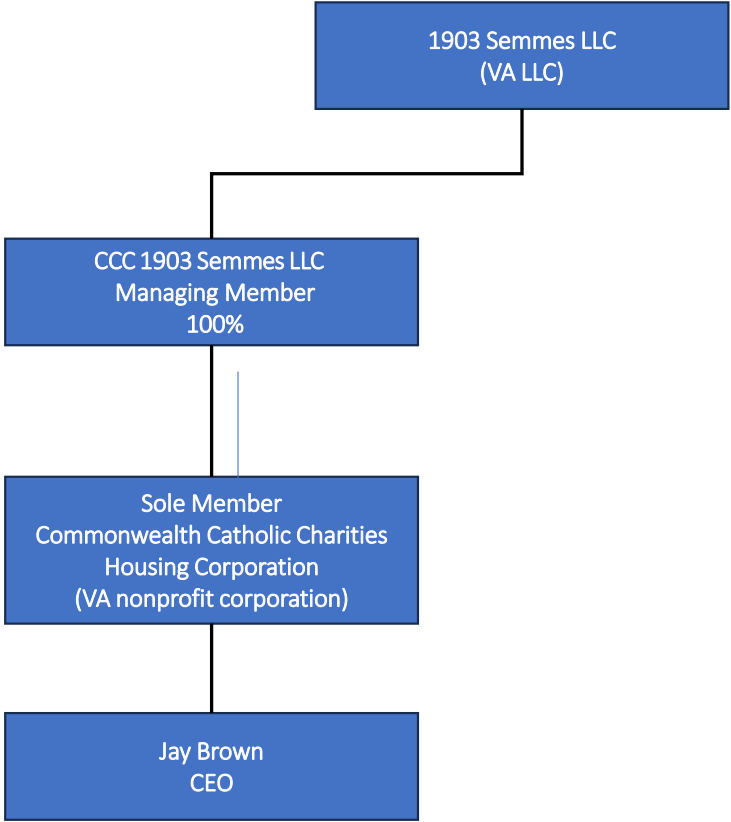 1903 Semmes LLC
(VA LLC)
CCC 1903 Semmes LLC
Managing Member
100%
Sole Member
Commonwealth Catholic Charities
Housing Corporation
(VA nonprofit corporation)
Jay Brown
CEO